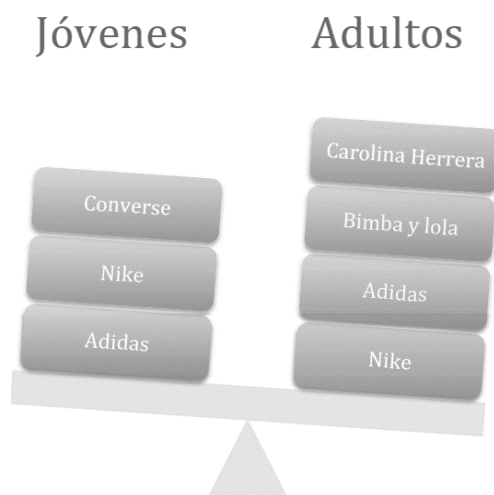 Jóvenes
Adultos
Converse
Nike
Adidas
Carolina Herrera
Bimba y lola
Adidas
Nike